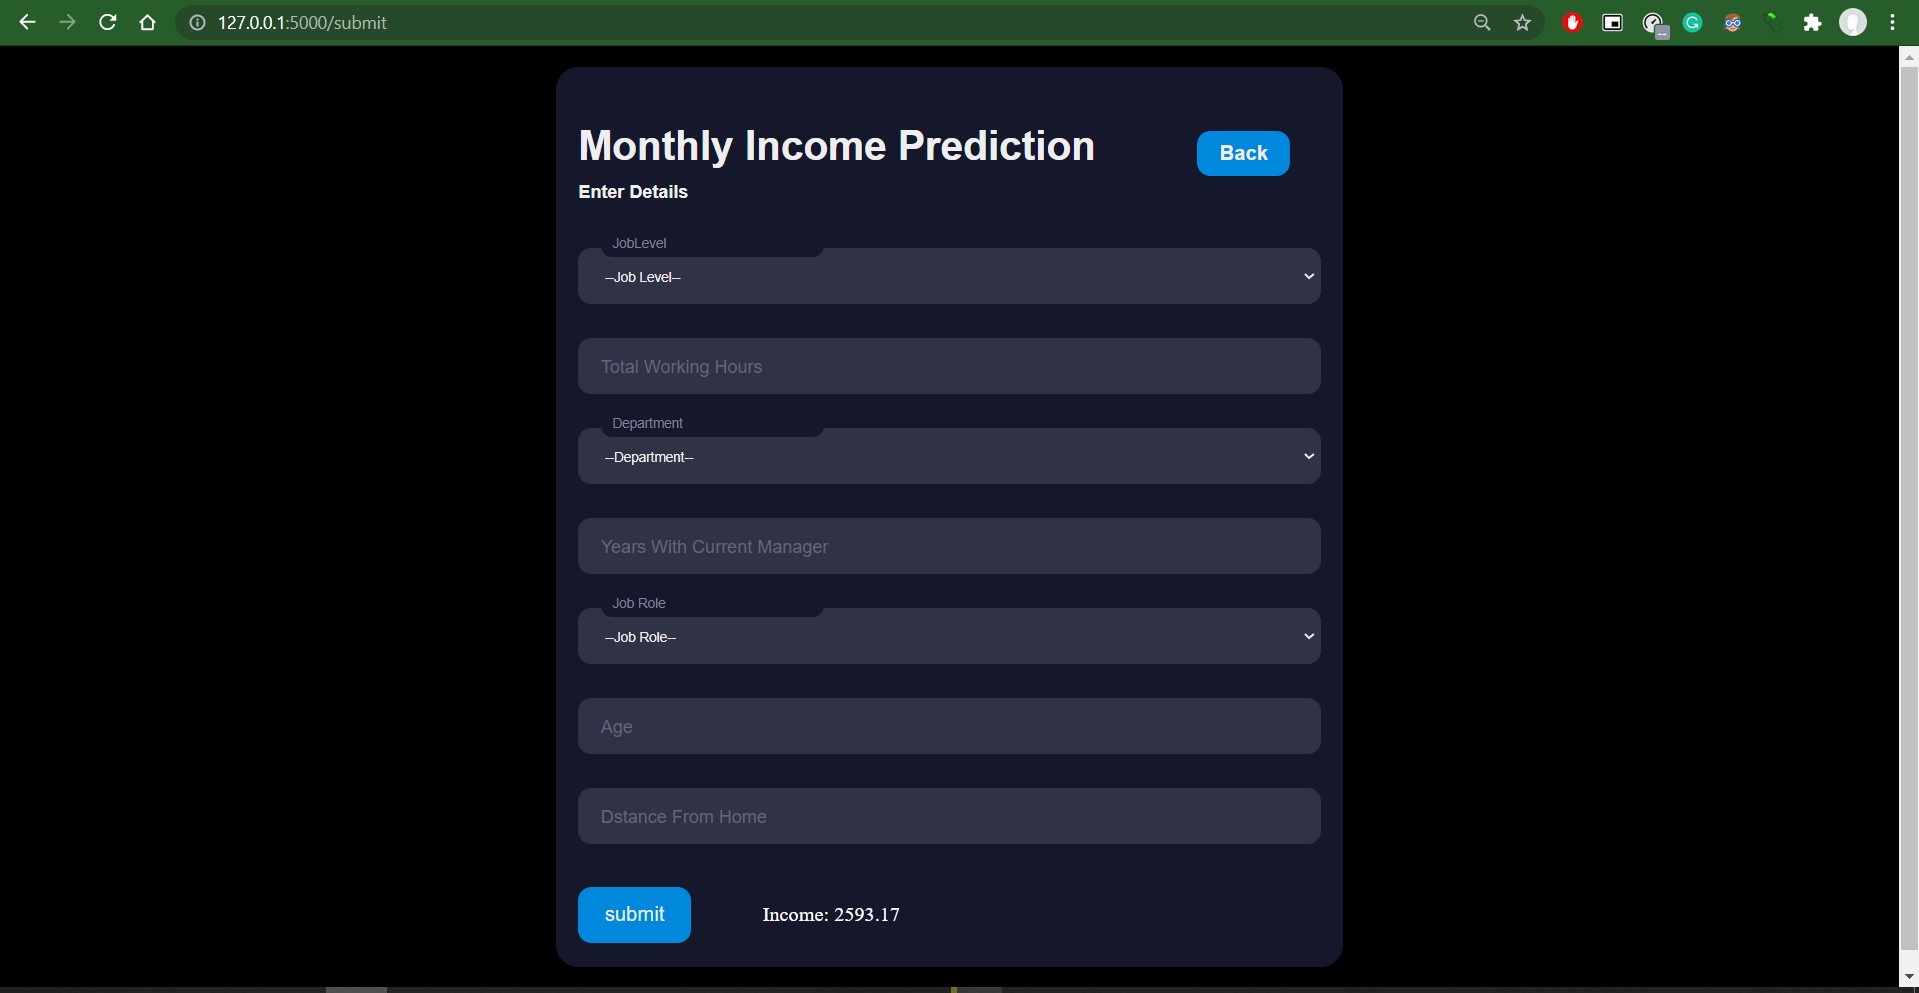 127.0.0.1:5000/submit
Monthly Income Prediction
Back
Enter Details
JobLevel
--Job Level--
Total Working Hours
Department
--Department--
Years With Current Manager
Job Role
--Job Role--
Age
Dstance From Home
submit
Income: 2593.17